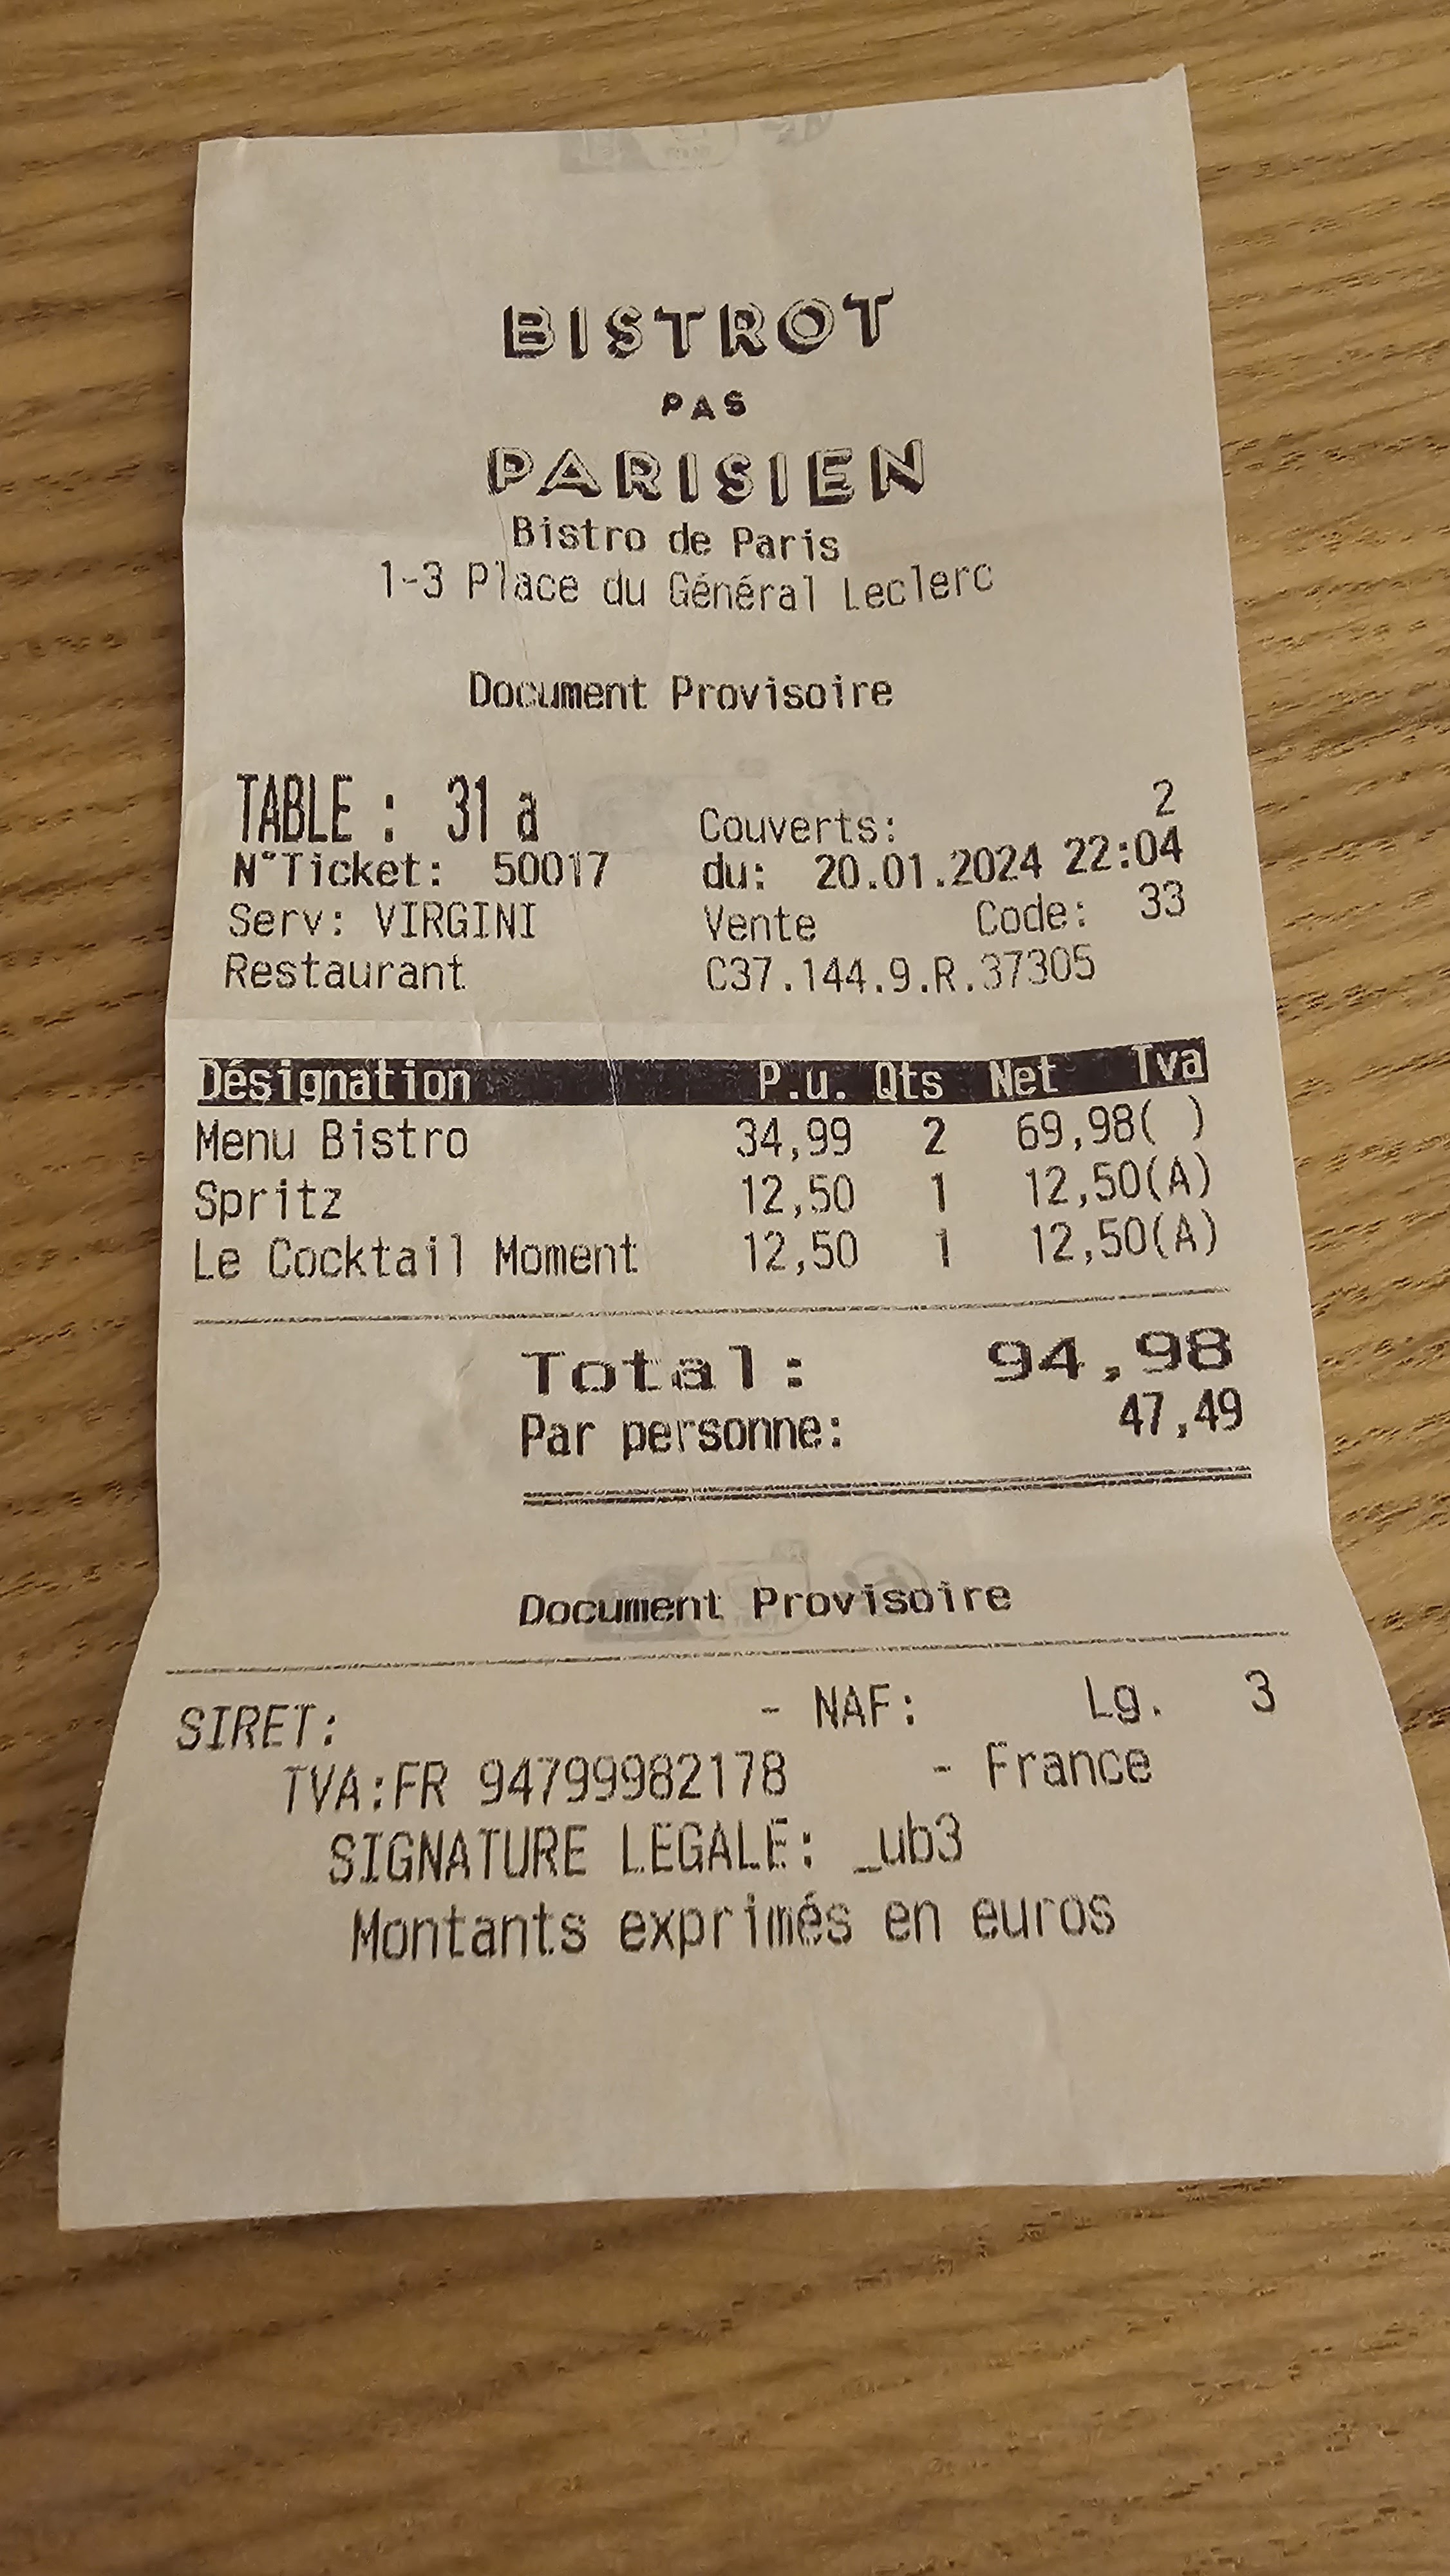 BISTROT
PAS
PARISIEN
Bistro de Paris
1-3 Place du Général Leclerc
Document Provisoire
TABLE : 31 a Couverts: 2
N°Ticket: 50017 du: 20.01.2024 22:04
Serv: VIRGINI Vente Code: 33
Restaurant C37.144.9.R.37305
Désignation P.u. Qts Net Tva
Menu Bistro 34,99 2 69,98( )
Spritz 12,50 1 12,50(A)
Le Cocktail Moment 12,50 1 12,50(A)
Total: 94,98
Par personne: 47,49
Document Provisoire
SIRET: - NAF: Lg. 3
TVA:FR 94799982178 - France
SIGNATURE LEGALE: _ub3
Montants exprimés en euros